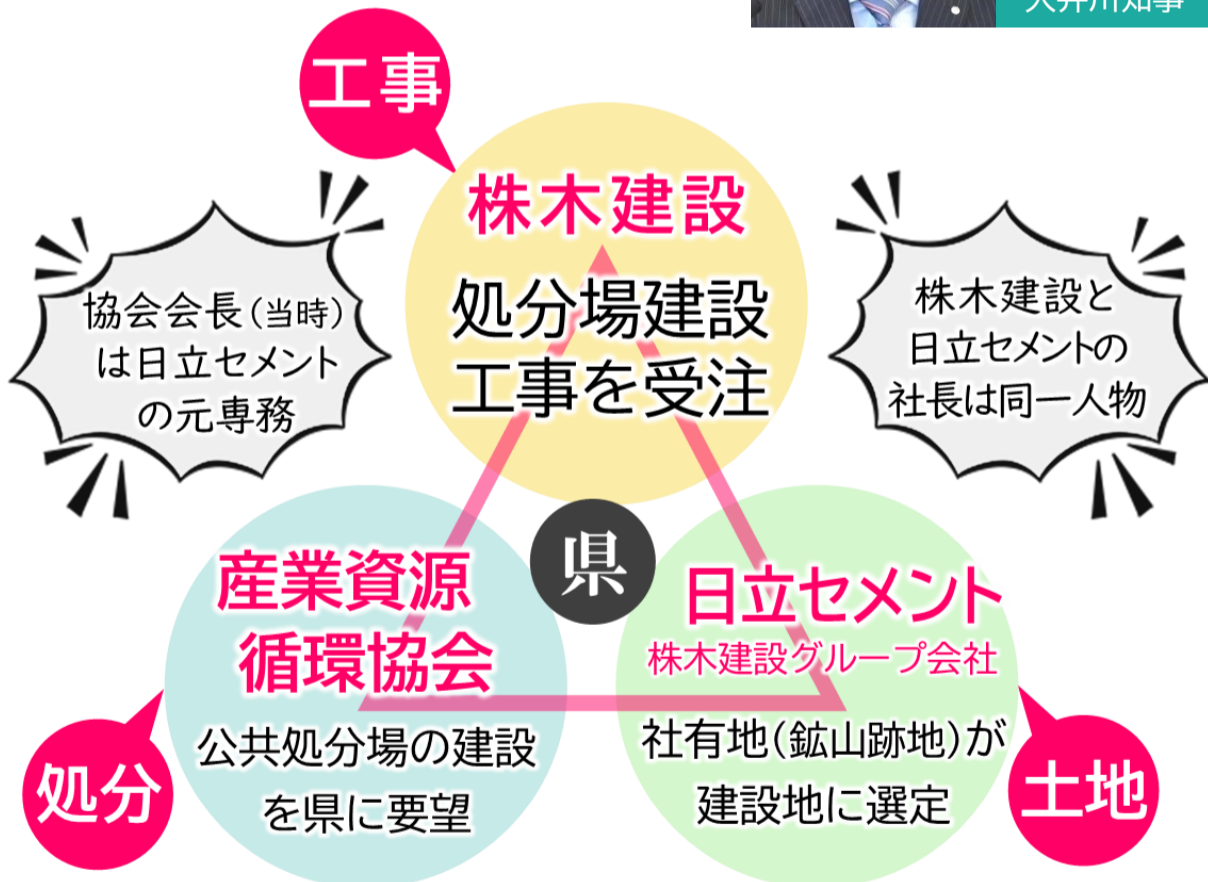 大井川知事
工事
株木建設
処分場建設
工事を受注
協会会長(当時)
は日立セメント
の元専務
株木建設と
日立セメントの
社長は同一人物
県
産業資源
循環協会
公共処分場の建設
を県に要望
処分
日立セメント
株木建設グループ会社
社有地(鉱山跡地)が
建設地に選定
土地